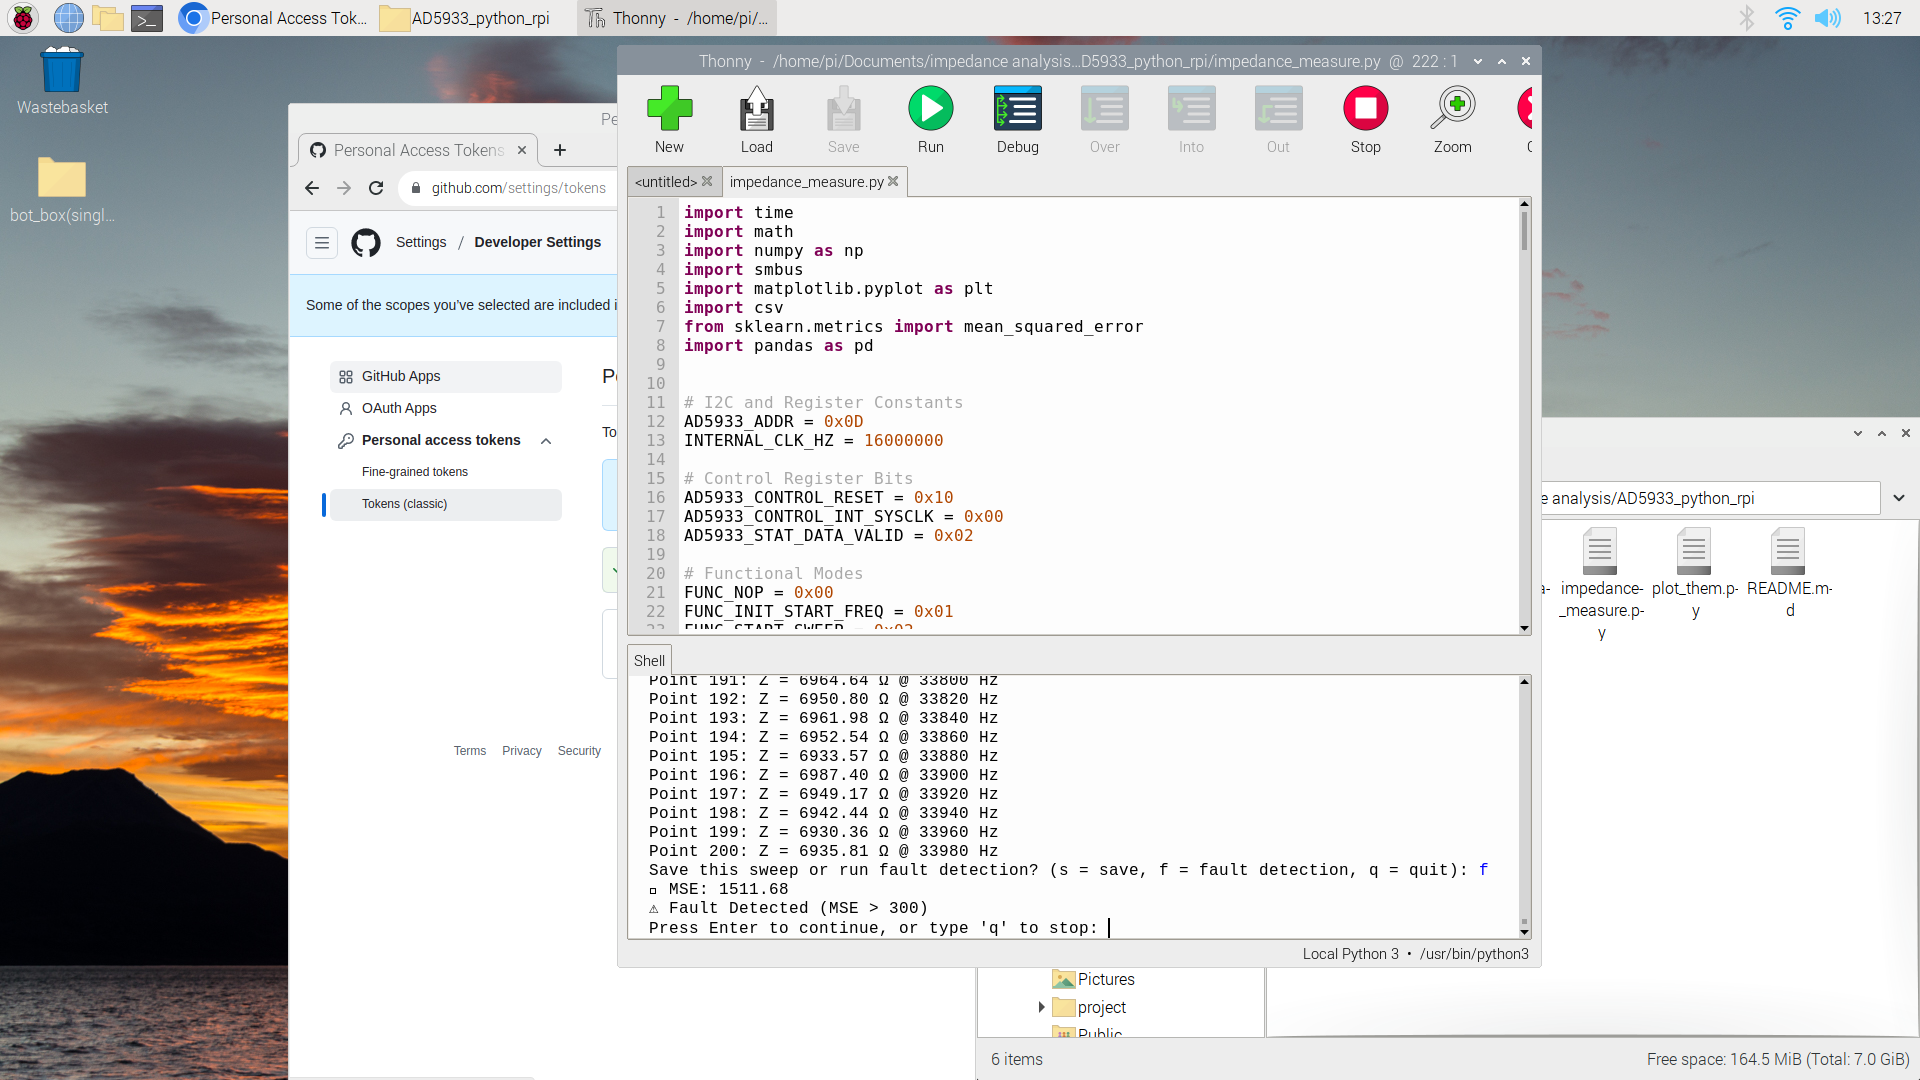 Personal Access Tok...
AD5933_python_rpi
Thonny - /home/pi/...
13:27
Wastebasket
bot_box(singl...
Thonny - /home/pi/Documents/impedance analysis...D5933_python_rpi/impedance_measure.py @ 222 : 1
New
Load
Save
Run
Debug
Over
Into
Out
Stop
Zoom
Pe
Personal Access Tokens
github.com/settings/tokens
Settings / Developer Settings
Some of the scopes you've selected are included i
GitHub Apps
OAuth Apps
Personal access tokens
Fine-grained tokens
Tokens (classic)
To
Terms
Privacy
Security
<untitled>
impedance_measure.py
1 import time
2 import math
3 import numpy as np
4 import smbus
5 import matplotlib.pyplot as plt
6 import csv
7 from sklearn.metrics import mean_squared_error
8 import pandas as pd
9
10
11 # I2C and Register Constants
12 AD5933_ADDR = 0x0D
13 INTERNAL_CLK_HZ = 16000000
14
15 # Control Register Bits
16 AD5933_CONTROL_RESET = 0x10
17 AD5933_CONTROL_INT_SYSCLK = 0x00
18 AD5933_STAT_DATA_VALID = 0x02
19
20 # Functional Modes
21 FUNC_NOP = 0x00
22 FUNC_INIT_START_FREQ = 0x01
23 FUNC_START_SWEEP = 0x02
Shell
Point 191: Z = 6964.64 Ω @ 33800 Hz
Point 192: Z = 6950.80 Ω @ 33820 Hz
Point 193: Z = 6961.98 Ω @ 33840 Hz
Point 194: Z = 6952.54 Ω @ 33860 Hz
Point 195: Z = 6933.57 Ω @ 33880 Hz
Point 196: Z = 6987.40 Ω @ 33900 Hz
Point 197: Z = 6949.17 Ω @ 33920 Hz
Point 198: Z = 6942.44 Ω @ 33940 Hz
Point 199: Z = 6930.36 Ω @ 33960 Hz
Point 200: Z = 6935.81 Ω @ 33980 Hz
Save this sweep or run fault detection? (s = save, f = fault detection, q = quit): f
MSE: 1511.68
⚠ Fault Detected (MSE > 300)
Press Enter to continue, or type 'q' to stop:
Local Python 3 • /usr/bin/python3
e analysis/AD5933_python_rpi
impedance-
_measure.p-
y
plot_them.p-
y
README.m-
d
Pictures
project
Public
6 items
Free space: 164.5 MiB (Total: 7.0 GiB)